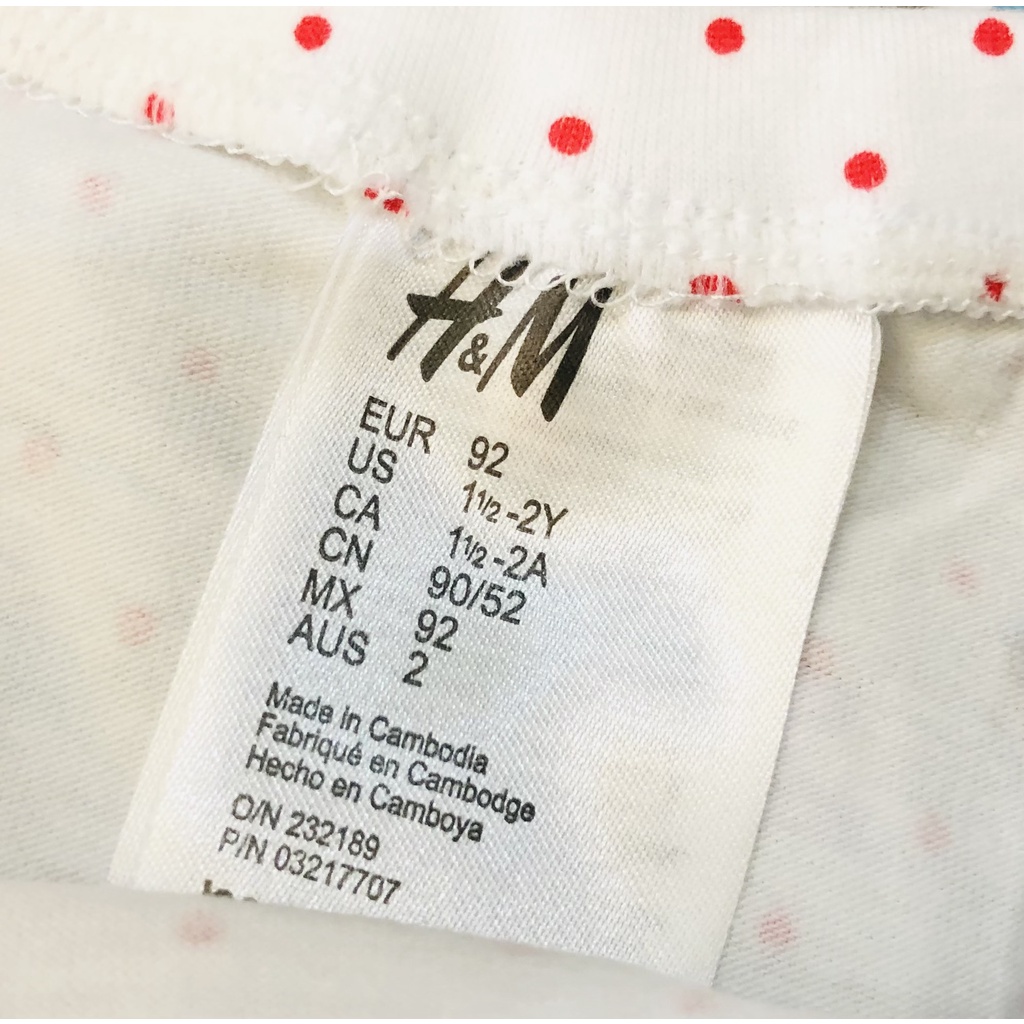 H&M
EUR 92
US 1½-2Y
CA 1½-2A
CN 90/52
MX 92
AUS 2
Made in Cambodia
Fabriqué en Cambodge
Hecho en Camboya
O/N 232189
P/N 03217707